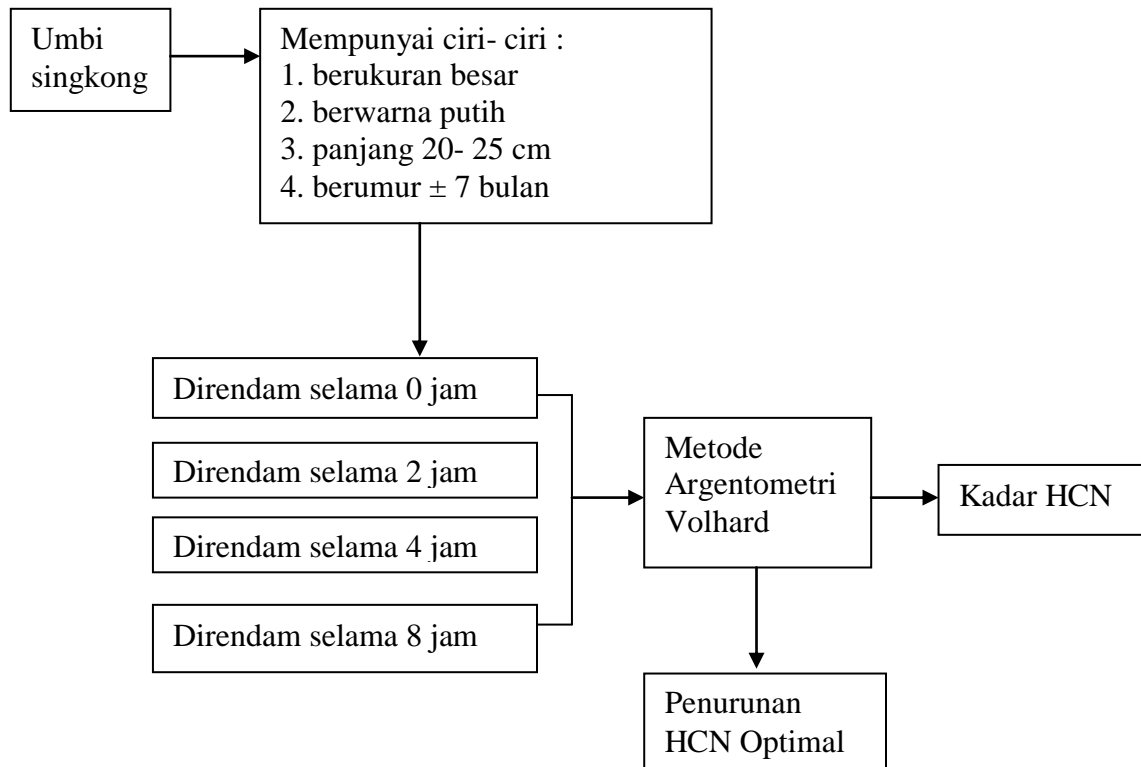 Umbi
singkong
Mempunyai ciri- ciri :
1. berukuran besar
2. berwarna putih
3. panjang 20- 25 cm
4. berumur ± 7 bulan
Direndam selama 0 jam
Direndam selama 2 jam
Direndam selama 4 jam
Direndam selama 8 jam
Metode
Argentometri
Volhard
Kadar HCN
Penurunan
HCN Optimal